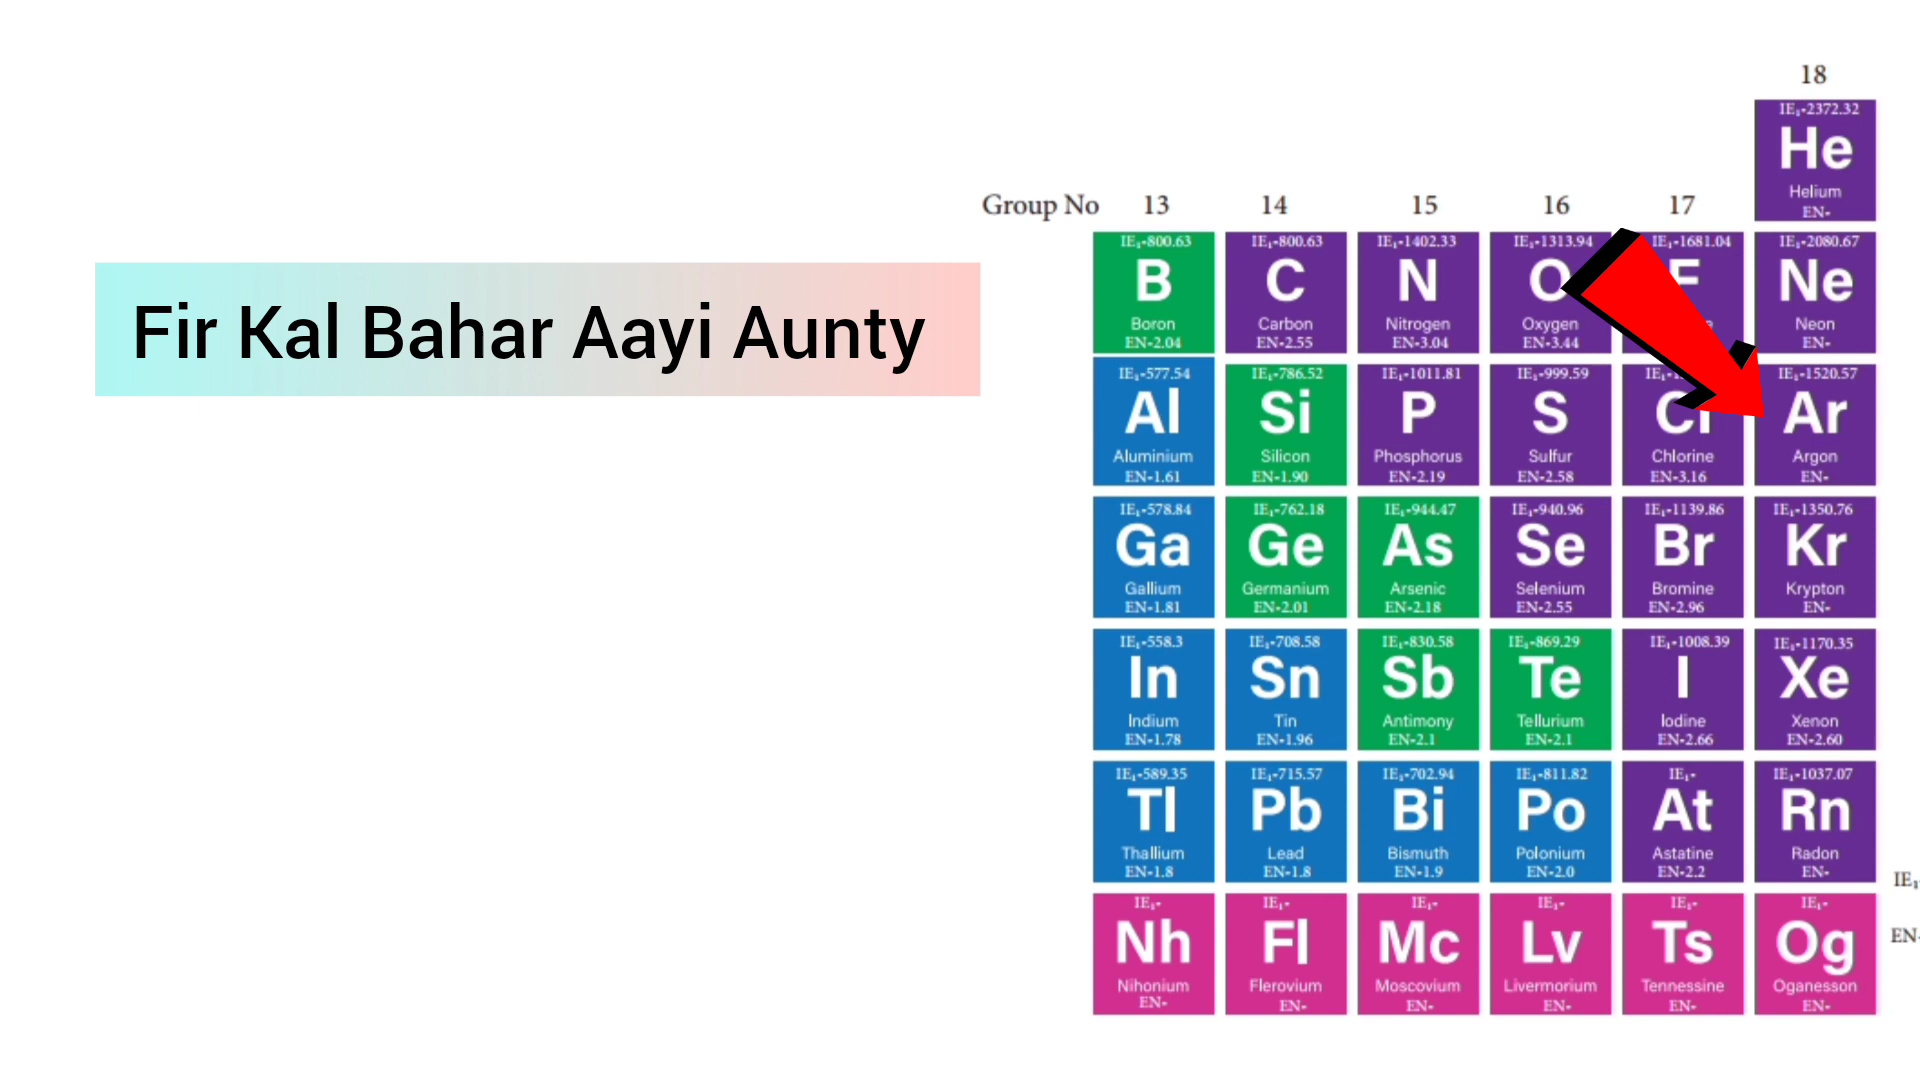 18
IE₁-2372.32
He
Helium
EN-
Group No 13 14 15 16 17
Fir Kal Bahar Aayi Aunty
IE₁-800.63 IE₁-800.63 IE₁-1402.33 IE₁-1313.94 IE₁-1681.04 IE₁-2080.67
B C N O F Ne
Boron Carbon Nitrogen Oxygen Neon
EN-2.04 EN-2.55 EN-3.04 EN-3.44 EN-
IE₁-577.54 IE₁-786.52 IE₁-1011.81 IE₁-999.59 IE₁-1520.57
Al Si P S Cl Ar
Aluminium Silicon Phosphorus Sulfur Chlorine Argon
EN-1.61 EN-1.90 EN-2.19 EN-2.58 EN-3.16 EN-
IE₁-578.84 IE₁-762.18 IE₁-944.47 IE₁-940.96 IE₁-1139.86 IE₁-1350.76
Ga Ge As Se Br Kr
Gallium Germanium Arsenic Selenium Bromine Krypton
EN-1.81 EN-2.01 EN-2.18 EN-2.55 EN-2.96 EN-
IE₁-558.3 IE₁-708.58 IE₁-830.58 IE₁-869.29 IE₁-1008.39 IE₁-1170.35
In Sn Sb Te I Xe
Indium Tin Antimony Tellurium Iodine Xenon
EN-1.78 EN-1.96 EN-2.1 EN-2.1 EN-2.66 EN-2.60
IE₁-589.35 IE₁-715.57 IE₁-702.94 IE₁-811.82 IE₁- IE₁-1037.07
Tl Pb Bi Po At Rn
Thallium Lead Bismuth Polonium Astatine Radon
EN-1.8 EN-1.8 EN-1.9 EN-2.0 EN-2.2 EN-
IE₁- IE₁- IE₁- IE₁- IE₁- IE₁-
Nh Fl Mc Lv Ts Og
Nihonium Flerovium Moscovium Livermorium Tennessine Oganesson
EN- EN- EN- EN- EN- EN-
IE₁-
EN-